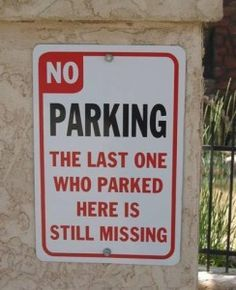 NO
PARKING
THE LAST ONE
WHO PARKED
HERE IS
STILL MISSING